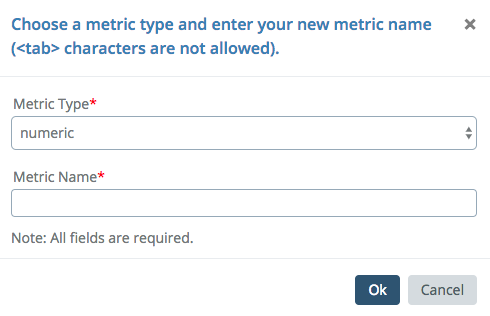 Choose a metric type and enter your new metric name
(<tab> characters are not allowed).
×
Metric Type*
numeric
Metric Name*
Note: All fields are required.
Ok
Cancel